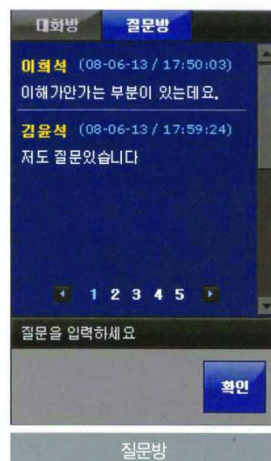 대화방 질문방
이희석 (08-06-13 / 17:50:03)
이해가안가는 부분이 있는데요.
김윤석 (08-06-13 / 17:59:24)
저도 질문있습니다
1 2 3 4 5
질문을 입력하세요
확인
질문방